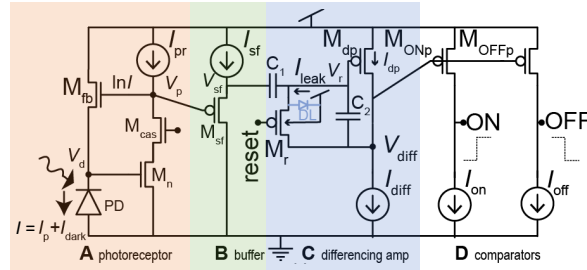 I_pr
I_sf
C_1
I_leak
V_r
M_dp
I_dp
M_ONp
M_OFFp
M_fb
lnI
V_p
V_sf
DL
C_2
M_cas
M_sf
reset
M_r
ON
OFF
V_d
M_n
V_diff
PD
I_diff
I_on
I_off
I = I_p + I_dark
A photoreceptor
B buffer
C differencing amp
D comparators